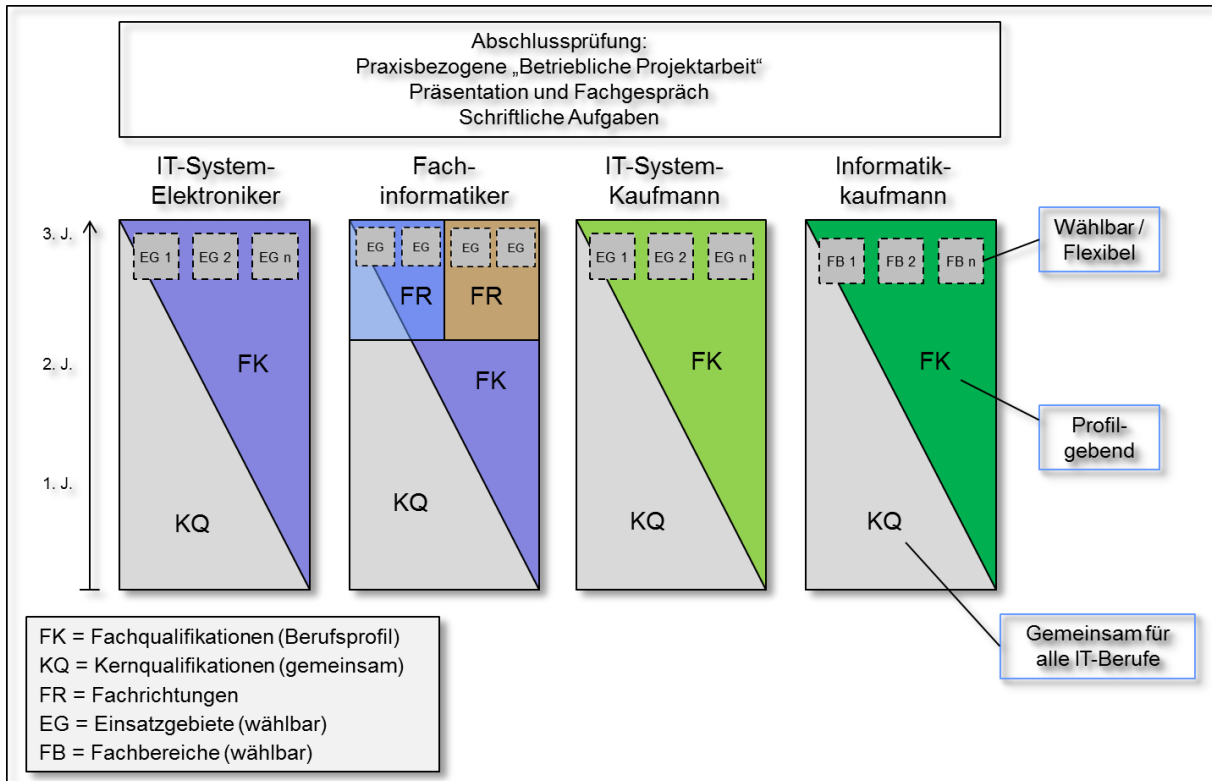 Abschlussprüfung:
Praxisbezogene „Betriebliche Projektarbeit“
Präsentation und Fachgespräch
Schriftliche Aufgaben
IT-System-
Elektroniker
Fach-
informatiker
IT-System-
Kaufmann
Informatik-
kaufmann
3. J.
2. J.
1. J.
EG 1
EG 2
EG n
FK
KQ
EG
EG
EG
EG
FR
FR
FK
KQ
EG 1
EG 2
EG n
FK
KQ
FB 1
FB 2
FB n
FK
KQ
Wählbar /
Flexibel
Profil-
gebend
Gemeinsam für
alle IT-Berufe
FK = Fachqualifikationen (Berufsprofil)
KQ = Kernqualifikationen (gemeinsam)
FR = Fachrichtungen
EG = Einsatzgebiete (wählbar)
FB = Fachbereiche (wählbar)